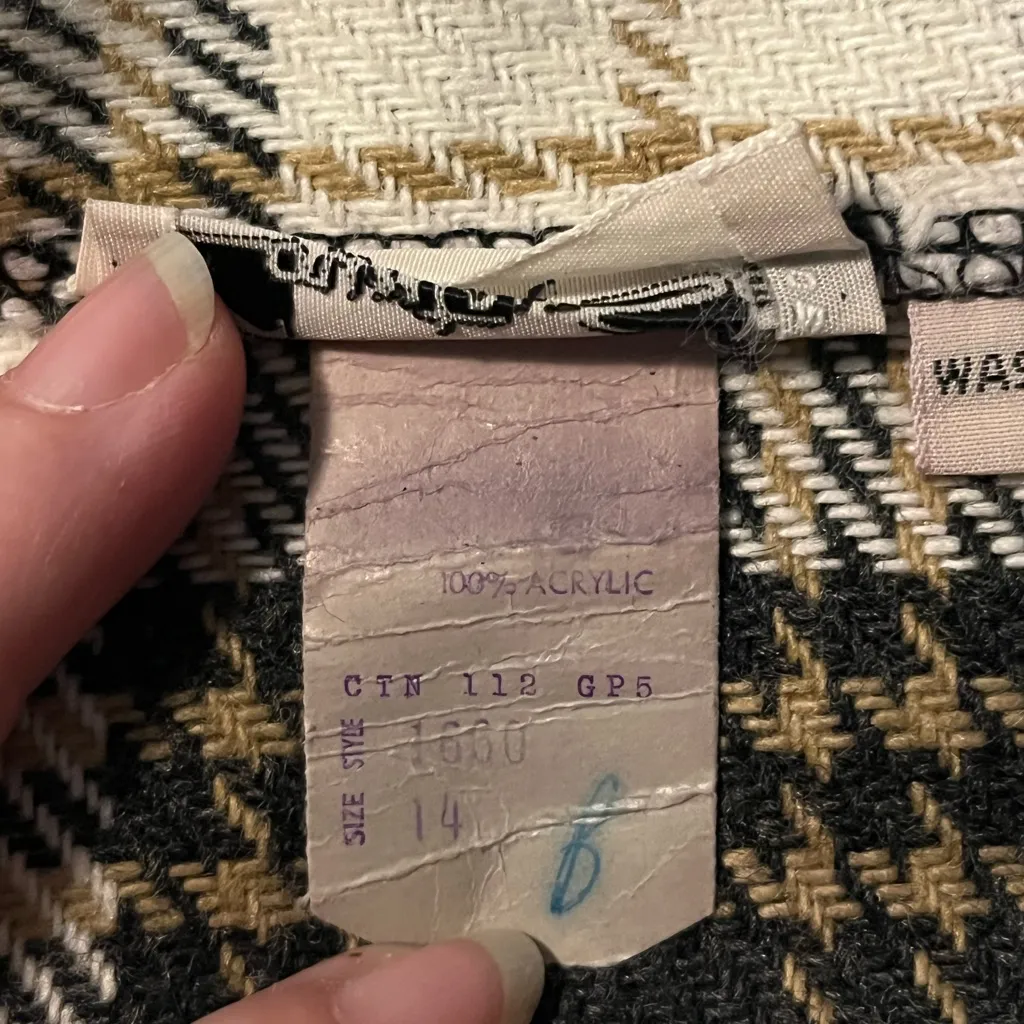 WAS
100% ACRYLIC
CTN 112 GP5
STYLE 1660
SIZE 14